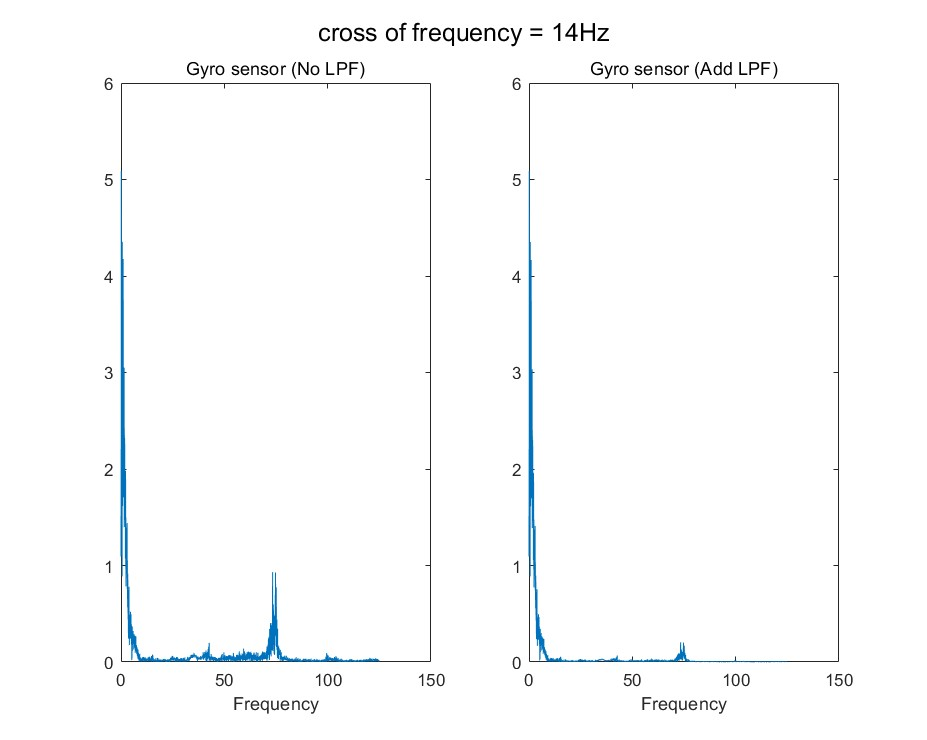 cross of frequency = 14Hz
Gyro sensor (No LPF)
6
5
4
3
2
1
0
0 50 100 150
Frequency
Gyro sensor (Add LPF)
6
5
4
3
2
1
0
0 50 100 150
Frequency